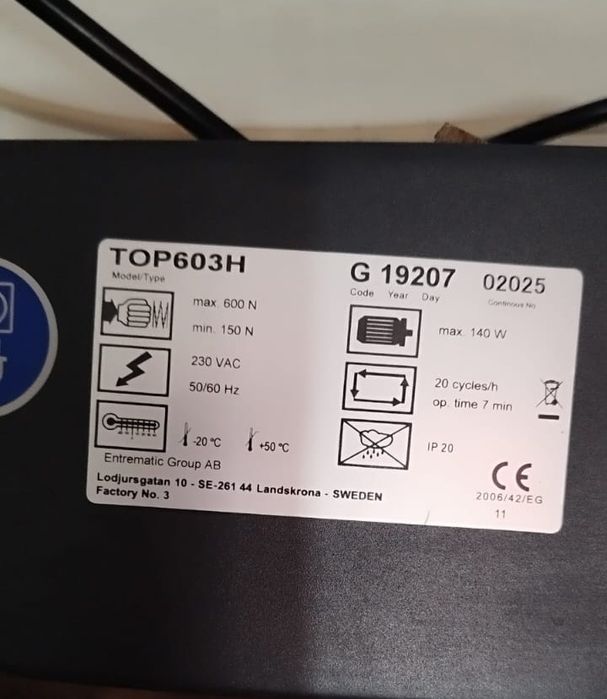 TOP603H
Model/Type
G 19207 02025
Code Year Day Continous No
max. 600 N
min. 150 N
max. 140 W
230 VAC
50/60 Hz
20 cycles/h
op. time 7 min
-20 °C +50 °C
IP 20
Entrematic Group AB
Lodjursgatan 10 - SE-261 44 Landskrona - SWEDEN
Factory No. 3
CE
2006/42/EG
11